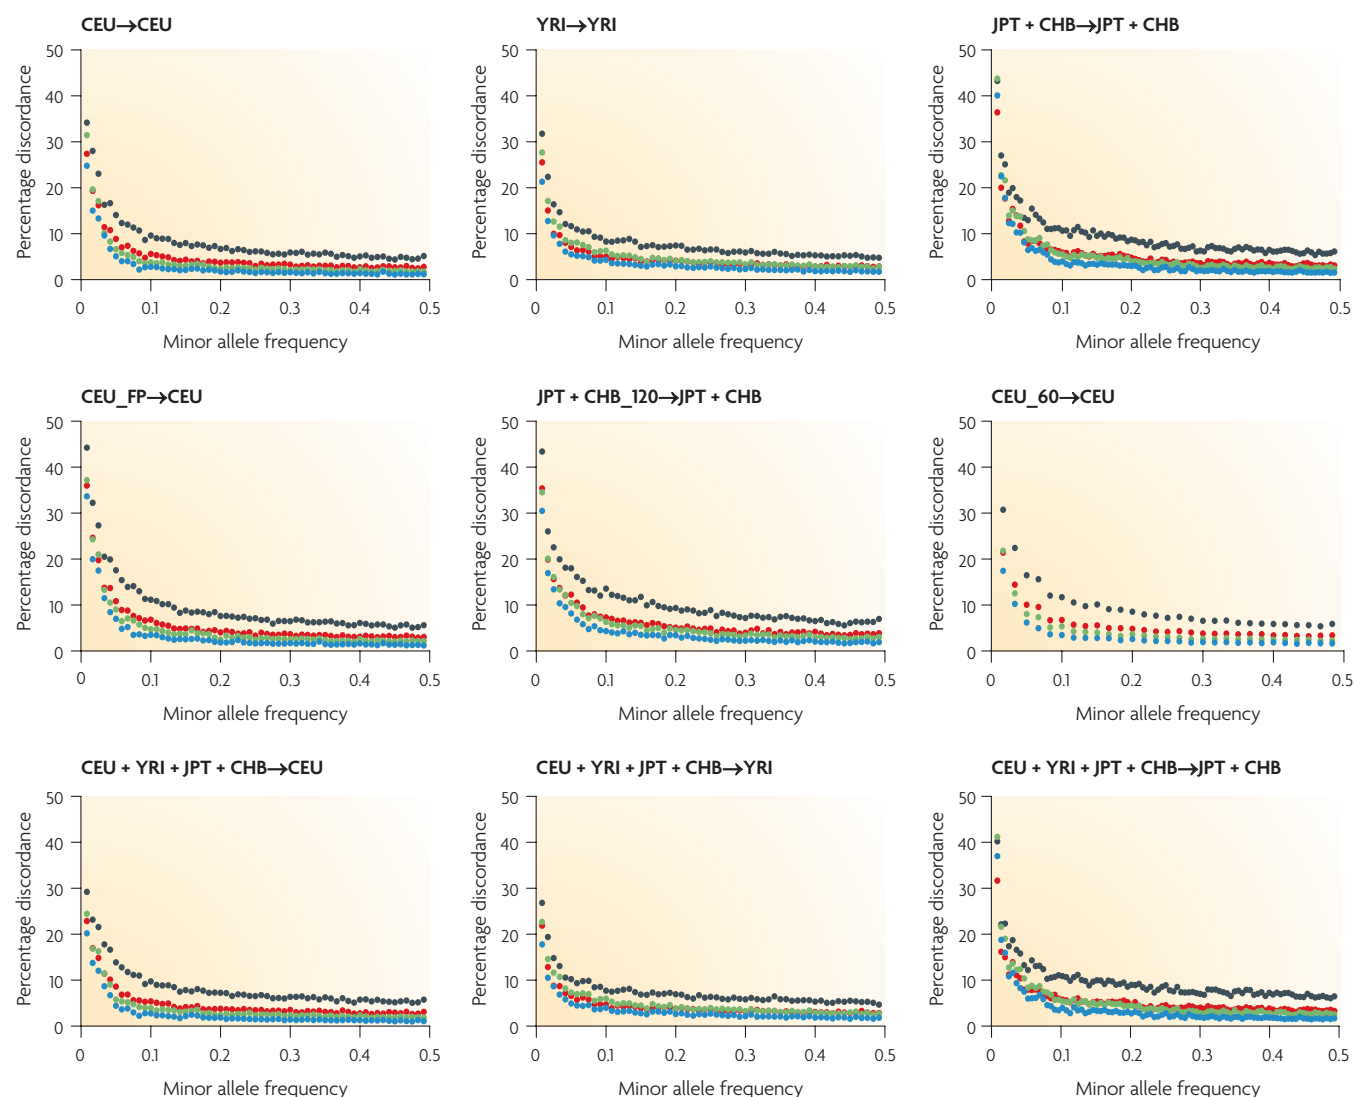 CEU→CEU
50
40
30
20
10
0
Percentage discordance
0 0.1 0.2 0.3 0.4 0.5
Minor allele frequency
YRI→YRI
50
40
30
20
10
0
Percentage discordance
0 0.1 0.2 0.3 0.4 0.5
Minor allele frequency
JPT + CHB→JPT + CHB
50
40
30
20
10
0
Percentage discordance
0 0.1 0.2 0.3 0.4 0.5
Minor allele frequency
CEU_FP→CEU
50
40
30
20
10
0
Percentage discordance
0 0.1 0.2 0.3 0.4 0.5
Minor allele frequency
JPT + CHB_120→JPT + CHB
50
40
30
20
10
0
Percentage discordance
0 0.1 0.2 0.3 0.4 0.5
Minor allele frequency
CEU_60→CEU
50
40
30
20
10
0
Percentage discordance
0 0.1 0.2 0.3 0.4 0.5
Minor allele frequency
CEU + YRI + JPT + CHB→CEU
50
40
30
20
10
0
Percentage discordance
0 0.1 0.2 0.3 0.4 0.5
Minor allele frequency
CEU + YRI + JPT + CHB→YRI
50
40
30
20
10
0
Percentage discordance
0 0.1 0.2 0.3 0.4 0.5
Minor allele frequency
CEU + YRI + JPT + CHB→JPT + CHB
50
40
30
20
10
0
Percentage discordance
0 0.1 0.2 0.3 0.4 0.5
Minor allele frequency